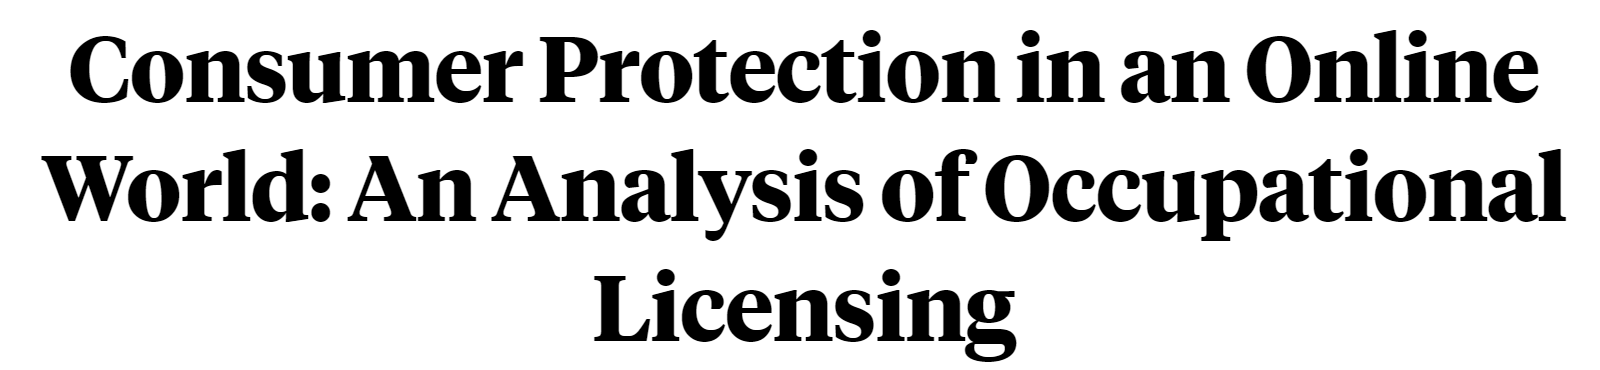 Consumer Protection in an Online
World: An Analysis of Occupational
Licensing